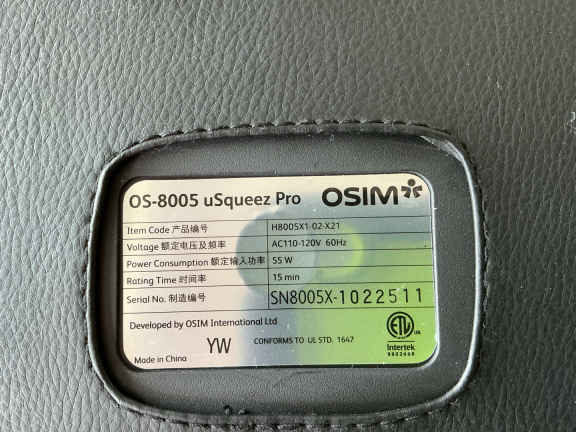 OS-8005 uSqueez Pro OSIM
Item Code 产品编号 H8005X1-02-X21
Voltage 额定电压及频率 AC110-120V 60Hz
Power Consumption 额定输入功率 55 W
Rating Time 时间率 15 min
Serial No. 制造编号 SN8005X-1022511
Developed by OSIM International Ltd
YW CONFORMS TO UL STD. 1647
ETL
Intertek
Made in China